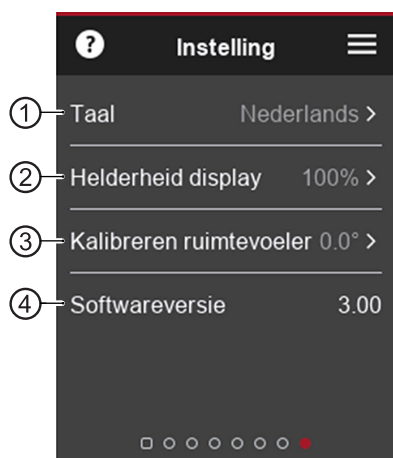 ?
Instelling
① Taal Nederlands >
② Helderheid display 100% >
③ Kalibreren ruimtevoeler 0.0° >
④ Softwareversie 3.00